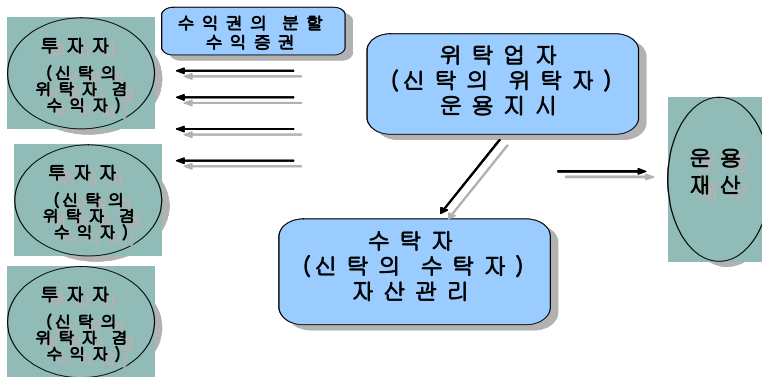 투자자
(신탁의
위탁자 겸
수익자)
수익권의 분할
수익증권
위탁업자
(신탁의 위탁자)
운용지시
운용
재산
투자자
(신탁의
위탁자 겸
수익자)
수탁자
(신탁의 수탁자)
자산관리
투자자
(신탁의
위탁자 겸
수익자)